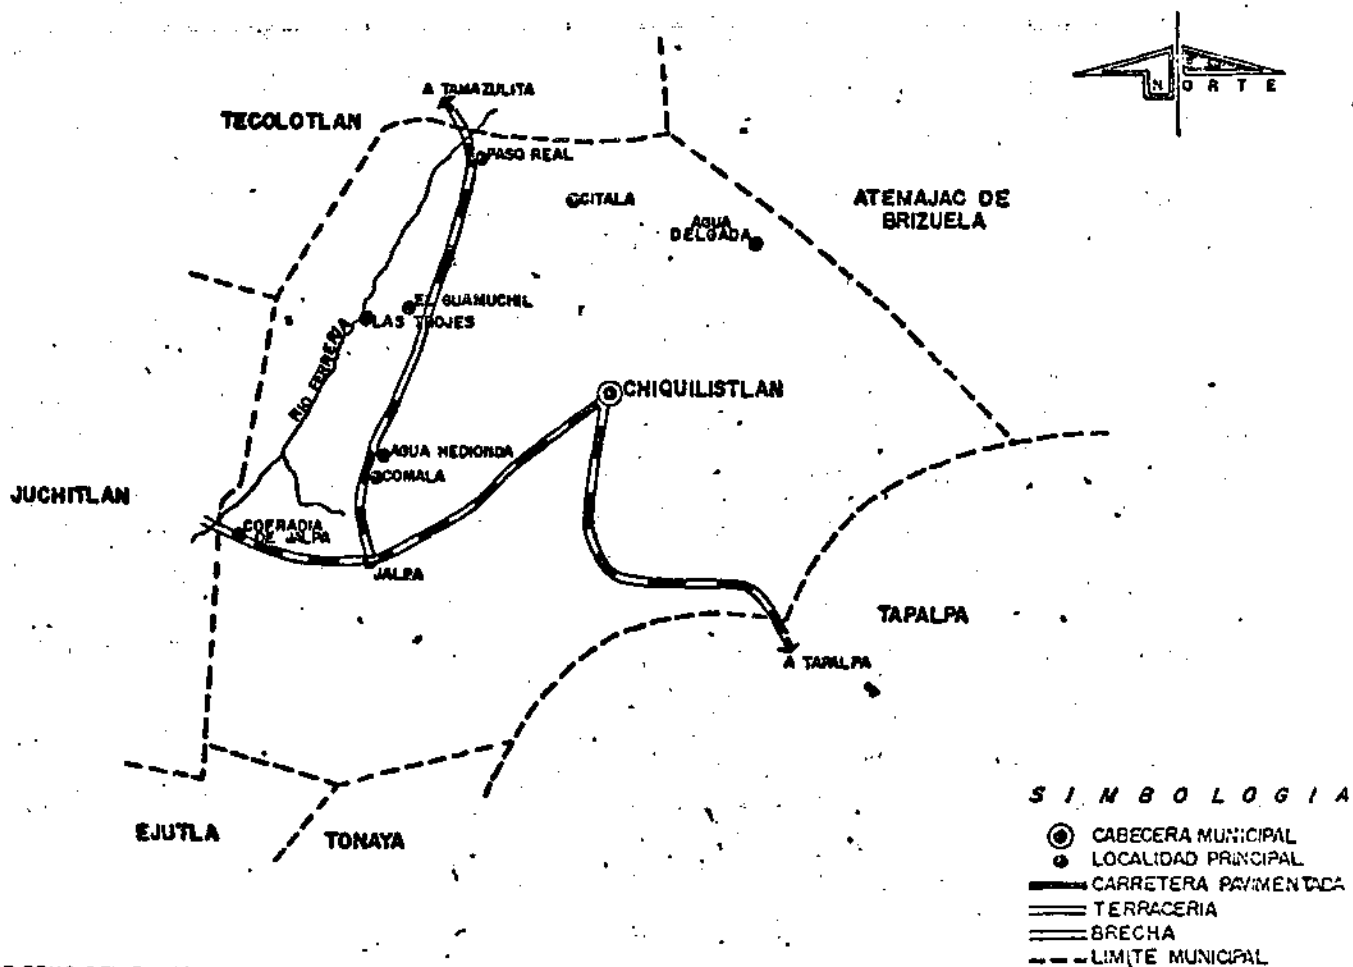 NORTE
A TAMAZULITA
TECOLOTLAN
PASO REAL
CITALA
ATEMAJAC DE
BRIZUELA
AGUA
DELGADA
EL GUAMUCHIL
LAS TROJES
RIO FERRERIA
CHIQUILISTLAN
AGUA HEDIONDA
COMALA
JUCHITLAN
COFRADIA
DE JALPA
JALPA
TAPALPA
A TAPALPA
EJUTLA
TONAYA
SIMBOLOGIA
CABECERA MUNICIPAL
LOCALIDAD PRINCIPAL
CARRETERA PAVIMENTADA
TERRACERIA
BRECHA
LIMITE MUNICIPAL